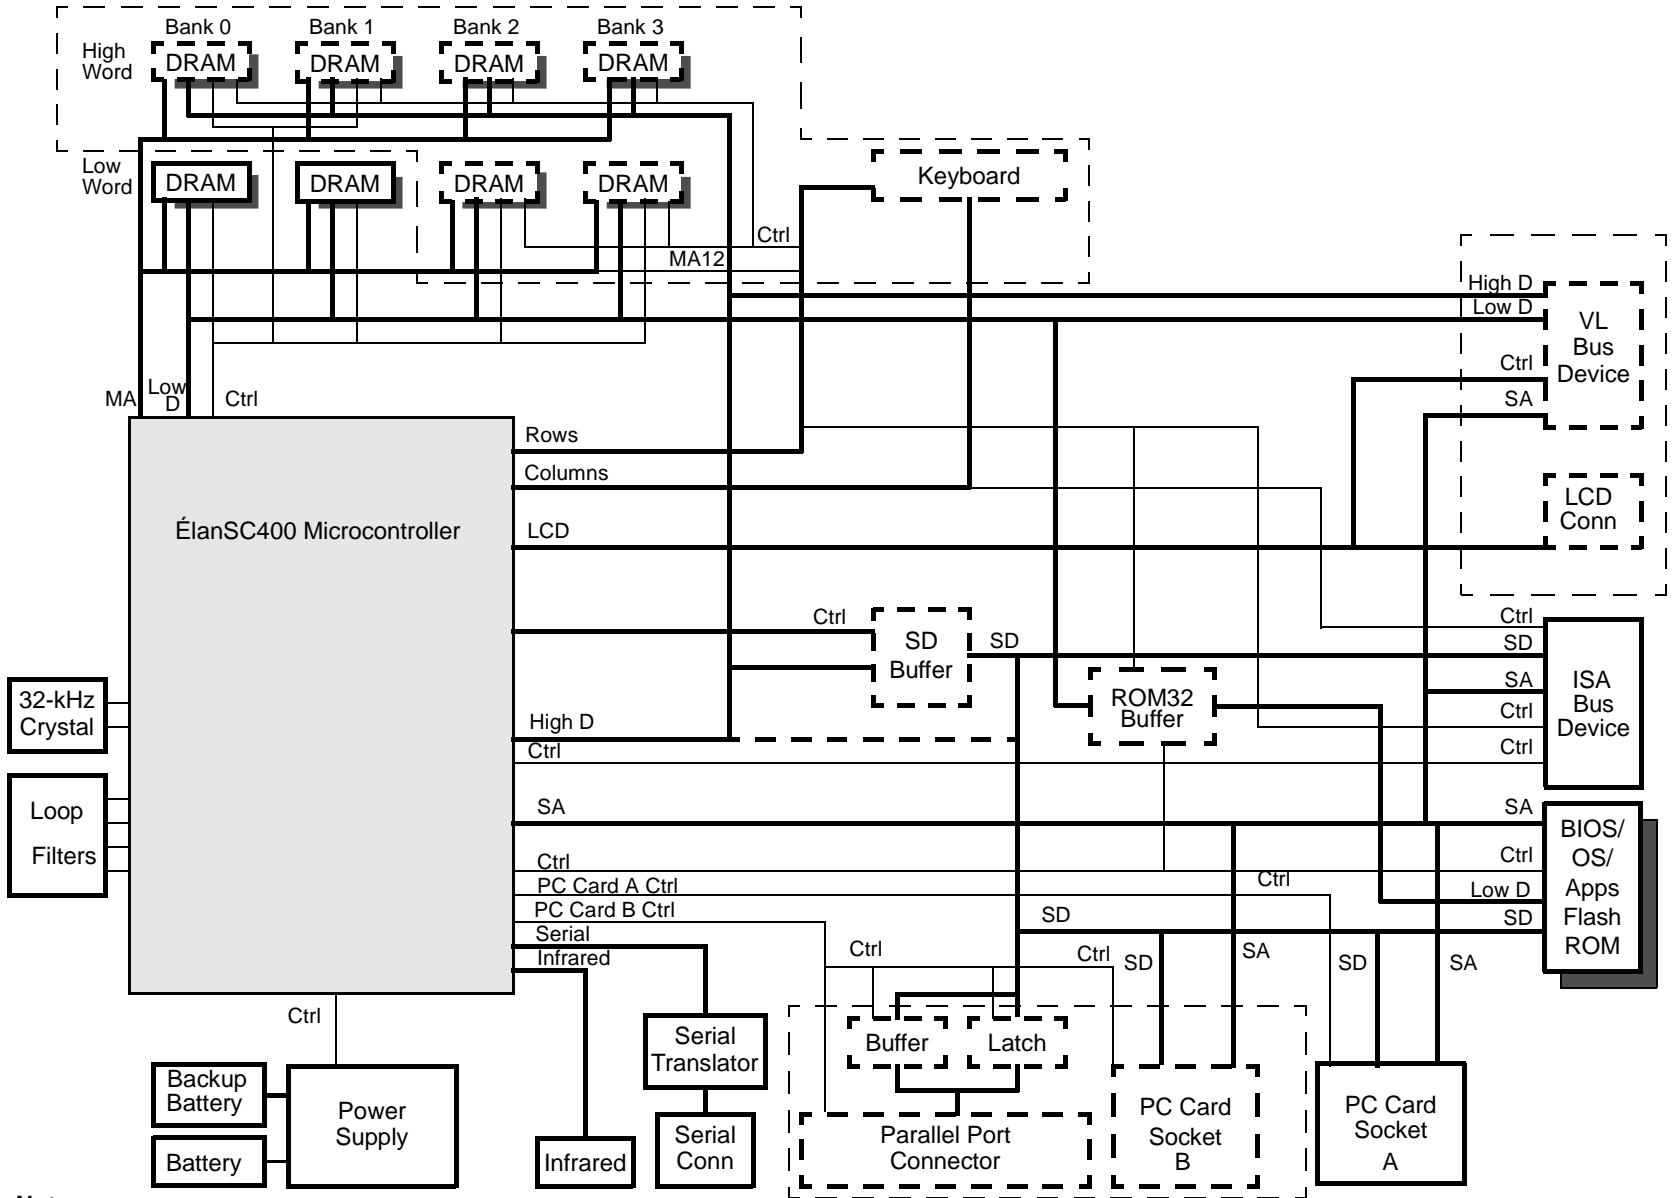 Bank 0 Bank 1 Bank 2 Bank 3
High
Word
DRAM DRAM DRAM DRAM
Low
Word
DRAM DRAM DRAM DRAM
Keyboard
Ctrl
MA12
High D
Low D
VL
Bus
Device
Ctrl
SA
MA
Low
D
Ctrl
Rows
Columns
LCD
Conn
ÉlanSC400 Microcontroller
LCD
Ctrl
SD
Buffer
SD
Ctrl
SD
SA
Ctrl
Ctrl
ISA
Bus
Device
32-kHz
Crystal
ROM32
Buffer
High D
Ctrl
Loop
Filters
SA
SA
Ctrl
Low D
SD
BIOS/
OS/
Apps
Flash
ROM
Ctrl
PC Card A Ctrl
Ctrl
PC Card B Ctrl
SD
Serial
Infrared
Ctrl
Ctrl
SD
SA
SD
SA
Ctrl
Serial
Translator
Buffer
Latch
Backup
Battery
Power
Supply
Battery
Infrared
Serial
Conn
Parallel Port
Connector
PC Card
Socket
B
PC Card
Socket
A